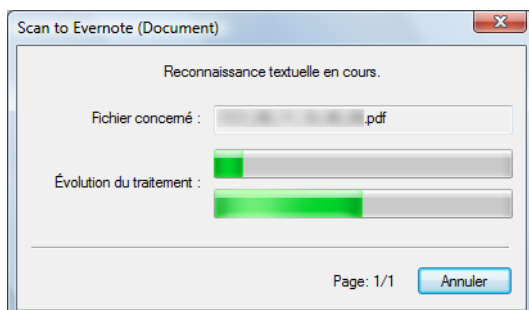 Scan to Evernote (Document)
Reconnaissance textuelle en cours.
Fichier concerné : .pdf
Évolution du traitement :
Page: 1/1 Annuler